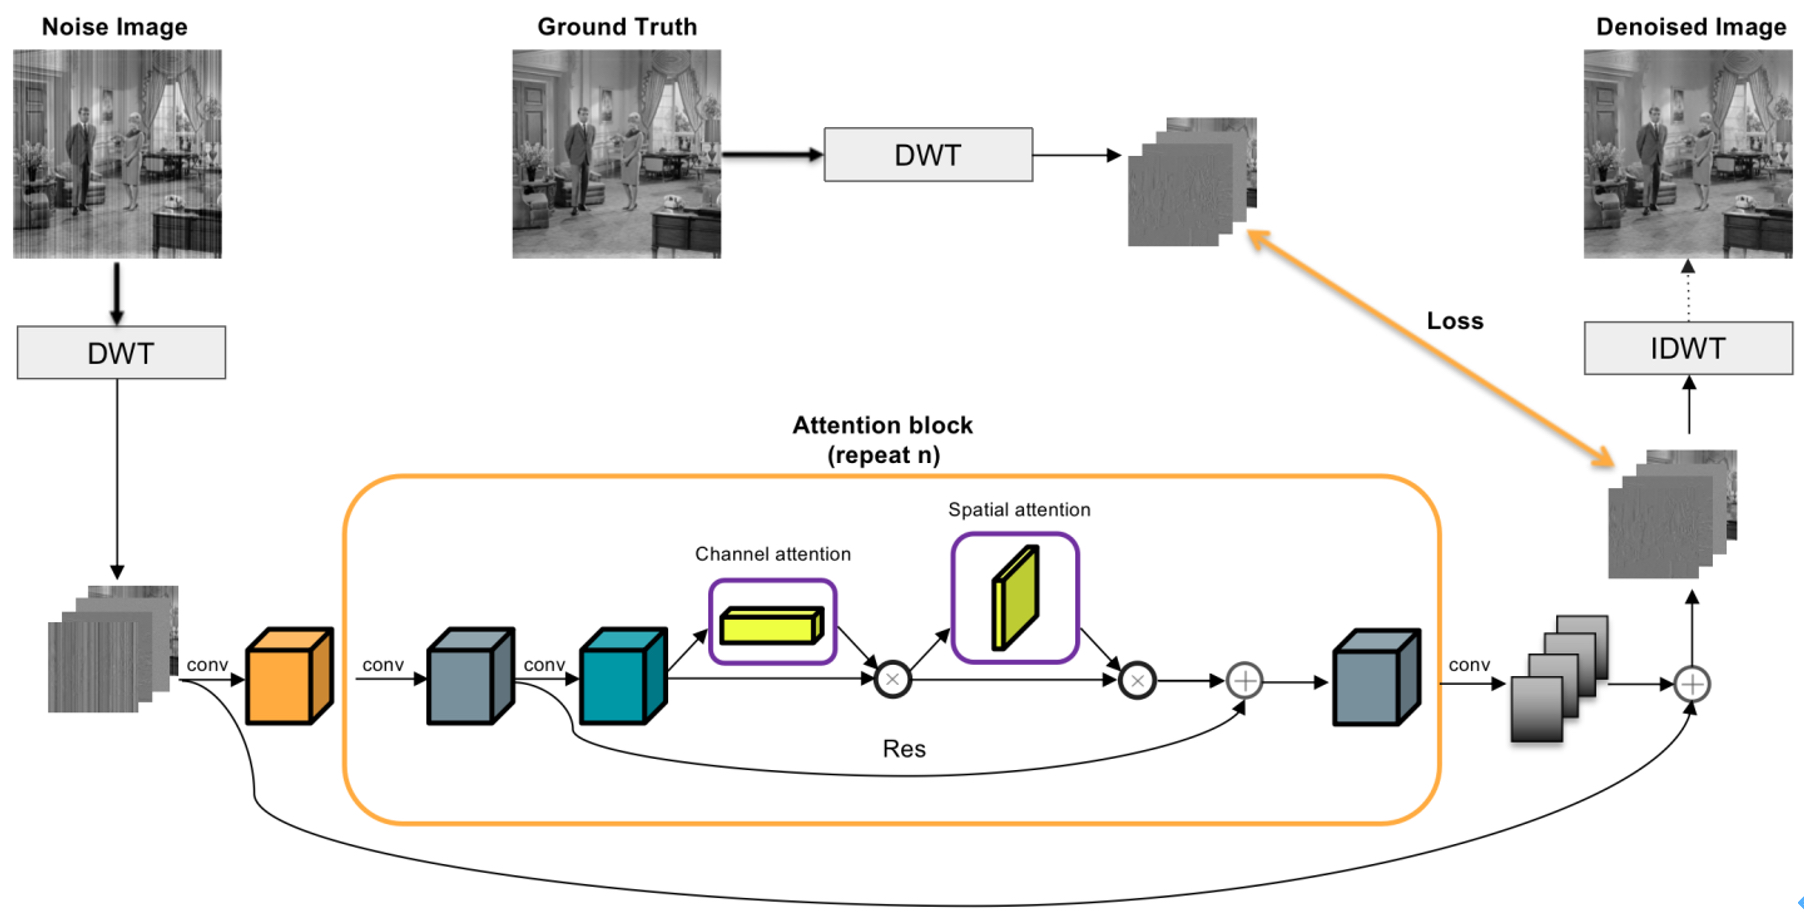 Noise Image
Ground Truth
Denoised Image
DWT
DWT
Loss
IDWT
Attention block
(repeat n)
Spatial attention
Channel attention
conv
conv
conv
conv
Res